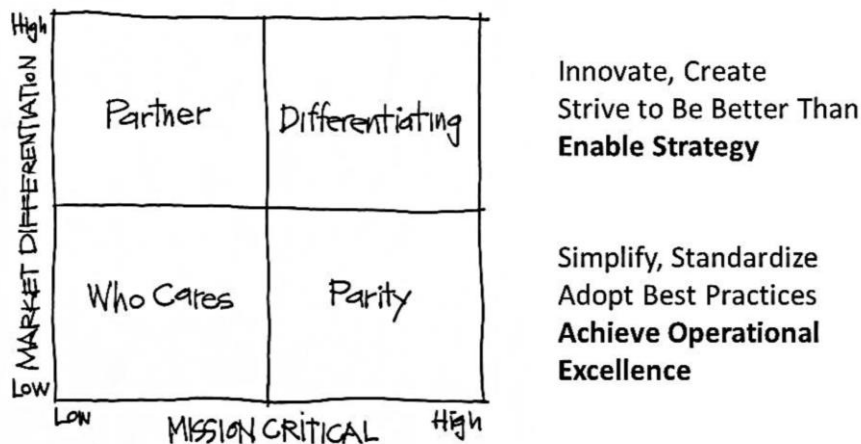 High
MARKET DIFFERENTIATION
Low
Partner
Differentiating
Who Cares
Parity
Low
MISSION CRITICAL
High
Innovate, Create
Strive to Be Better Than
Enable Strategy
Simplify, Standardize
Adopt Best Practices
Achieve Operational
Excellence